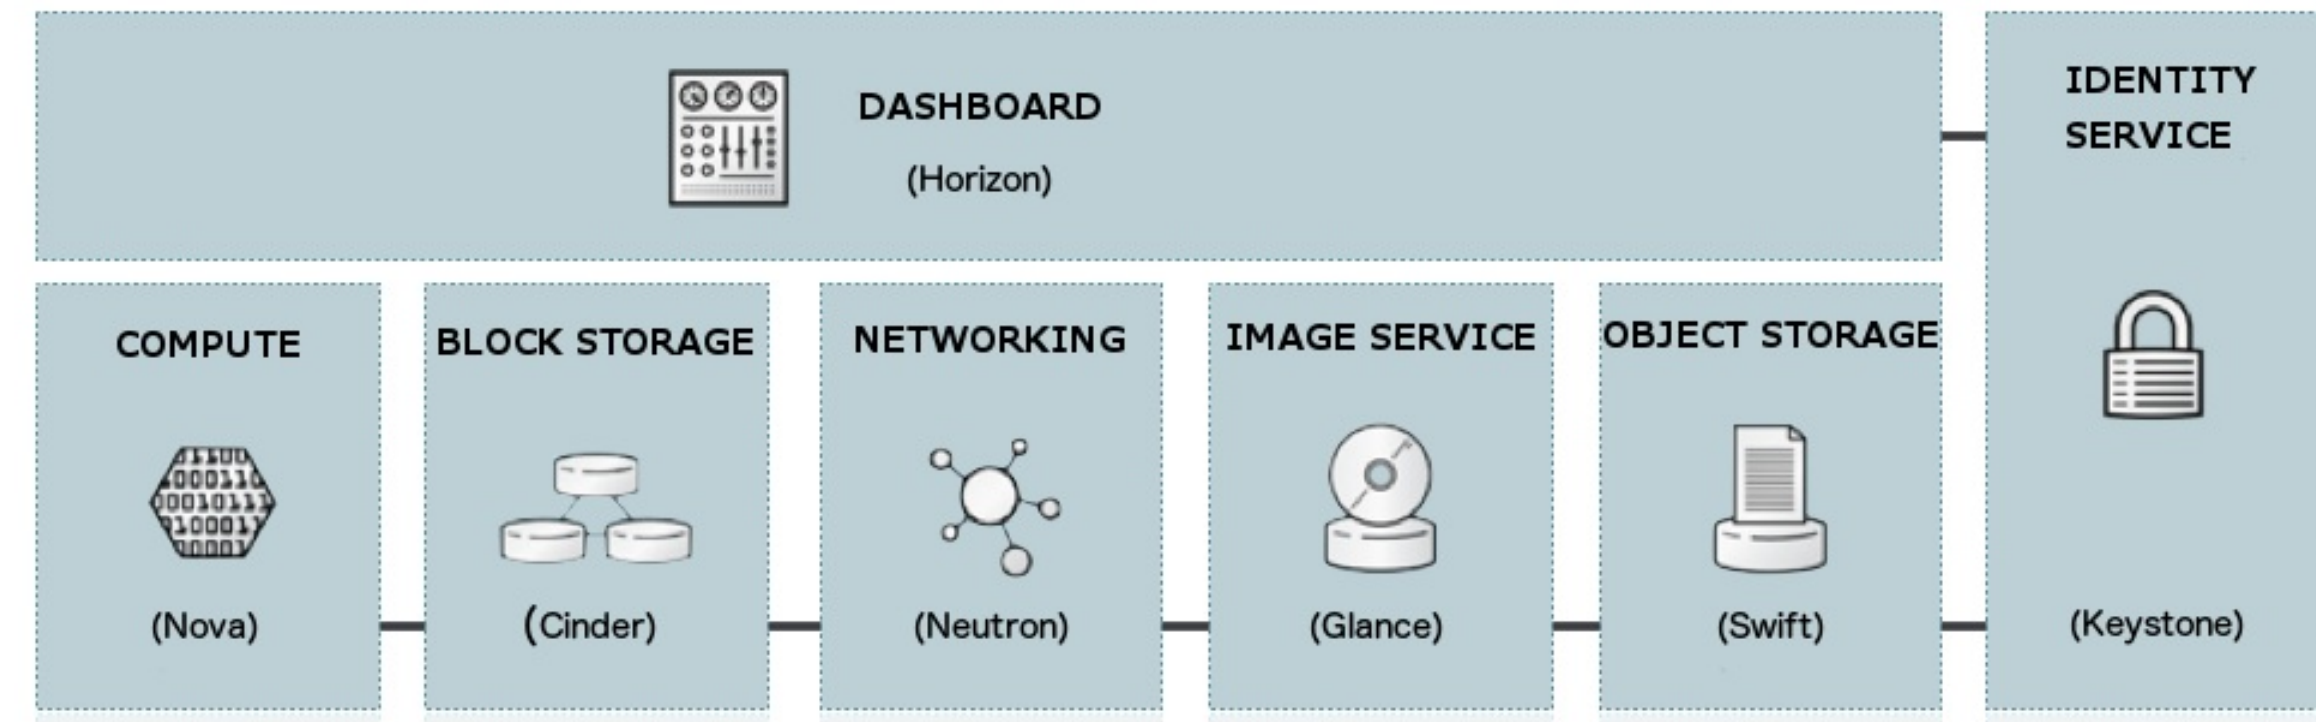 DASHBOARD
(Horizon)
IDENTITY
SERVICE
(Keystone)
COMPUTE
(Nova)
BLOCK STORAGE
(Cinder)
NETWORKING
(Neutron)
IMAGE SERVICE
(Glance)
OBJECT STORAGE
(Swift)